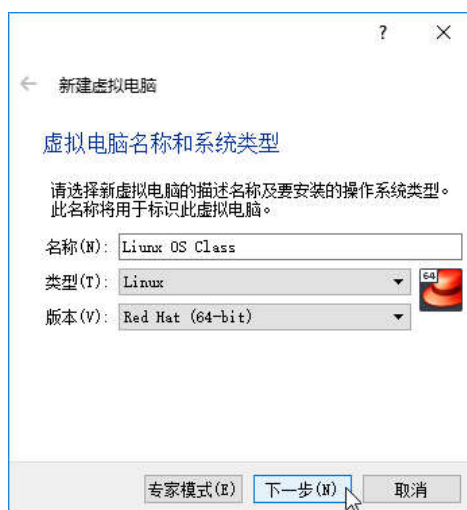 ?
新建虚拟电脑
虚拟电脑名称和系统类型
请选择新虚拟电脑的描述名称及要安装的操作系统类型。
此名称将用于标识此虚拟电脑。
名称(N): Liunx OS Class
类型(T): Linux
64
版本(V): Red Hat (64-bit)
专家模式(E) 下一步(N) 取消